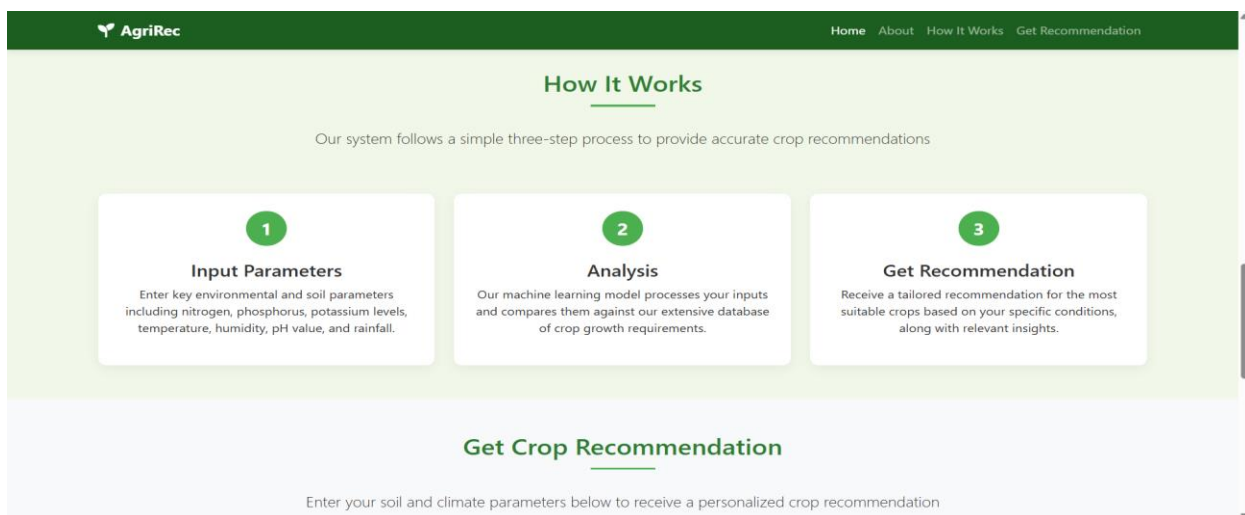 AgriRec
Home About How It Works Get Recommendation
How It Works
Our system follows a simple three-step process to provide accurate crop recommendations
1
Input Parameters
Enter key environmental and soil parameters
including nitrogen, phosphorus, potassium levels,
temperature, humidity, pH value, and rainfall.
2
Analysis
Our machine learning model processes your inputs
and compares them against our extensive database
of crop growth requirements.
3
Get Recommendation
Receive a tailored recommendation for the most
suitable crops based on your specific conditions,
along with relevant insights.
Get Crop Recommendation
Enter your soil and climate parameters below to receive a personalized crop recommendation